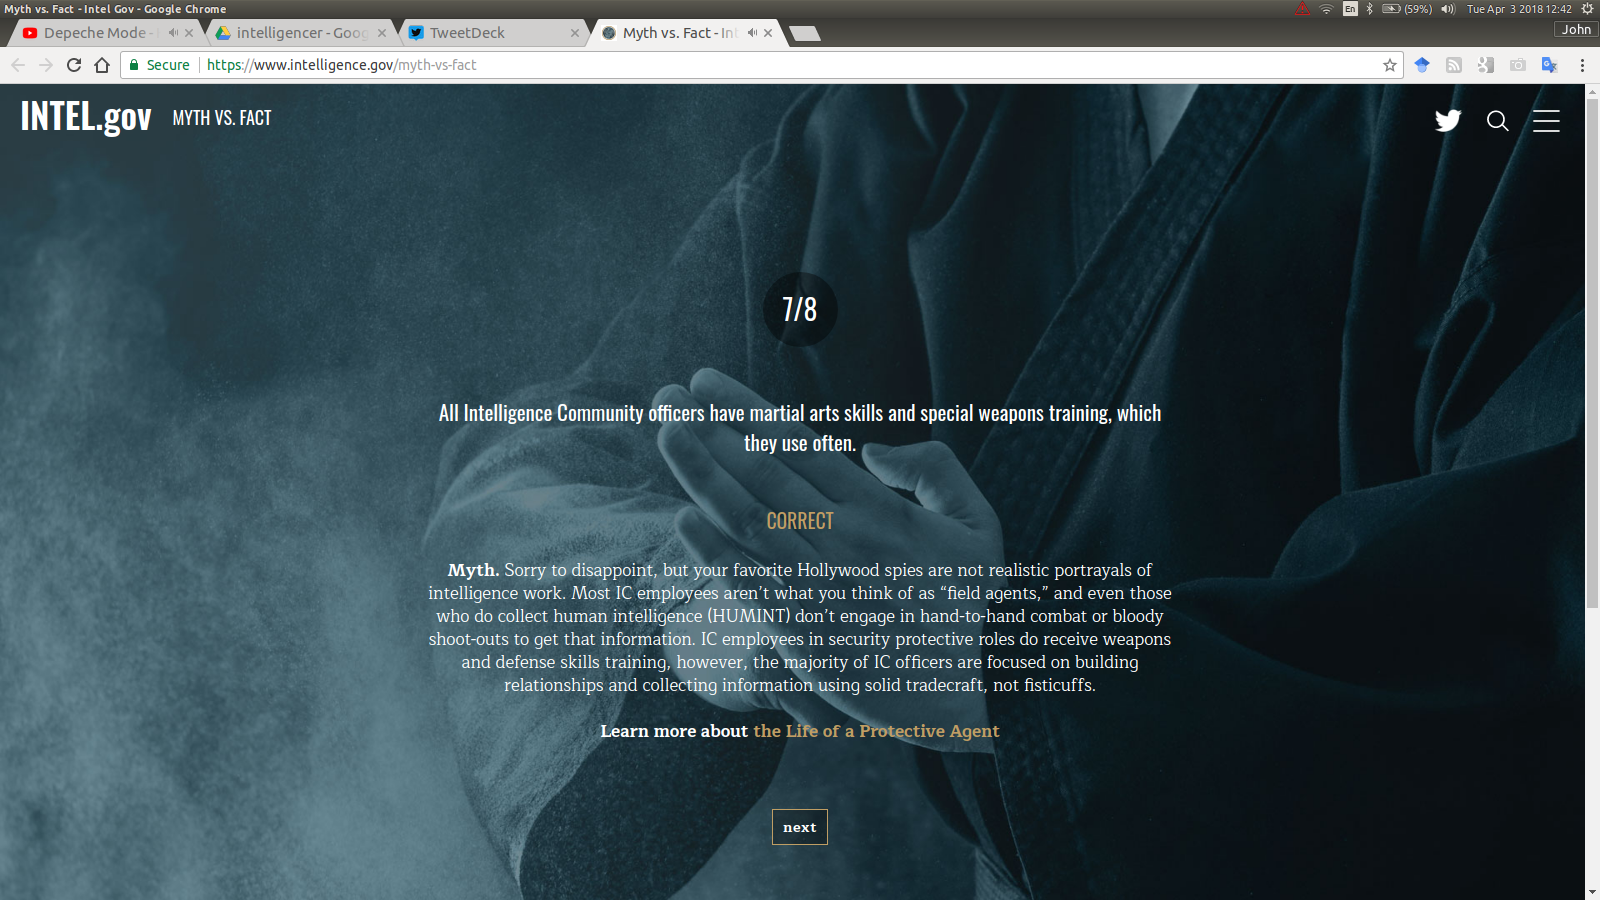 Myth vs. Fact - Intel Gov - Google Chrome
En
(59%)
Tue Apr 3 2018 12:42
Depeche Mode -
intelligencer - Goog
TweetDeck
Myth vs. Fact - Int
John
Secure
https://www.intelligence.gov/myth-vs-fact
INTEL.gov
MYTH VS. FACT
7/8
All Intelligence Community officers have martial arts skills and special weapons training, which
they use often.
CORRECT
Myth. Sorry to disappoint, but your favorite Hollywood spies are not realistic portrayals of
intelligence work. Most IC employees aren’t what you think of as “field agents,” and even those
who do collect human intelligence (HUMINT) don’t engage in hand-to-hand combat or bloody
shoot-outs to get that information. IC employees in security protective roles do receive weapons
and defense skills training, however, the majority of IC officers are focused on building
relationships and collecting information using solid tradecraft, not fisticuffs.
Learn more about the Life of a Protective Agent
next